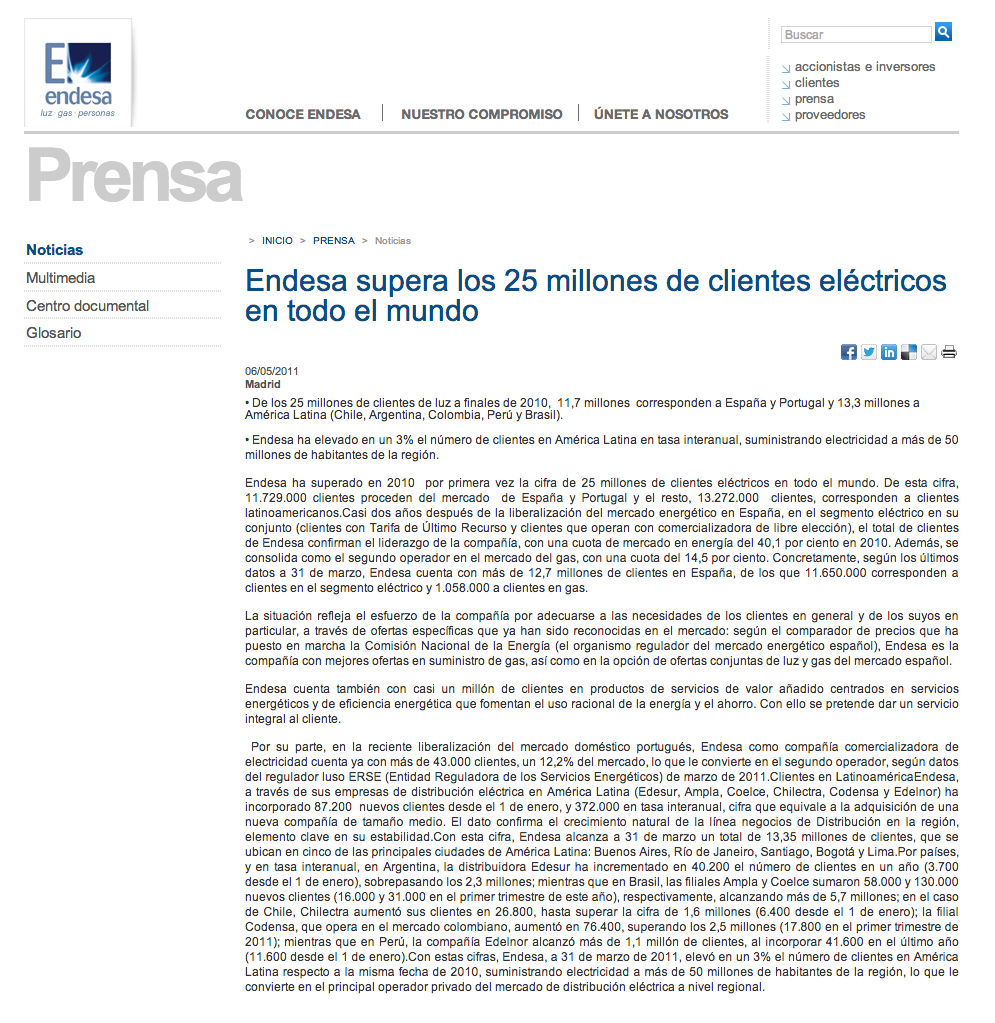 Buscar
accionistas e inversores
clientes
prensa
proveedores
endesa
luz·gas·personas
CONOCE ENDESA
NUESTRO COMPROMISO
ÚNETE A NOSOTROS
Prensa
Noticias
Multimedia
Centro documental
Glosario
> INICIO > PRENSA > Noticias
Endesa supera los 25 millones de clientes eléctricos
en todo el mundo
06/05/2011
Madrid
• De los 25 millones de clientes de luz a finales de 2010, 11,7 millones corresponden a España y Portugal y 13,3 millones a
América Latina (Chile, Argentina, Colombia, Perú y Brasil).
• Endesa ha elevado en un 3% el número de clientes en América Latina en tasa interanual, suministrando electricidad a más de 50
millones de habitantes de la región.
Endesa ha superado en 2010 por primera vez la cifra de 25 millones de clientes eléctricos en todo el mundo. De esta cifra,
11.729.000 clientes proceden del mercado de España y Portugal y el resto, 13.272.000 clientes, corresponden a clientes
latinoamericanos.Casi dos años después de la liberalización del mercado energético en España, en el segmento eléctrico en su
conjunto (clientes con Tarifa de Último Recurso y clientes que operan con comercializadora de libre elección), el total de clientes
de Endesa confirman el liderazgo de la compañía, con una cuota de mercado en energía del 40,1 por ciento en 2010. Además, se
consolida como el segundo operador en el mercado del gas, con una cuota del 14,5 por ciento. Concretamente, según los últimos
datos a 31 de marzo, Endesa cuenta con más de 12,7 millones de clientes en España, de los que 11.650.000 corresponden a
clientes en el segmento eléctrico y 1.058.000 a clientes en gas.
La situación refleja el esfuerzo de la compañía por adecuarse a las necesidades de los clientes en general y de los suyos en
particular, a través de ofertas específicas que ya han sido reconocidas en el mercado: según el comparador de precios que ha
puesto en marcha la Comisión Nacional de la Energía (el organismo regulador del mercado energético español), Endesa es la
compañía con mejores ofertas en suministro de gas, así como en la opción de ofertas conjuntas de luz y gas del mercado español.
Endesa cuenta también con casi un millón de clientes en productos de servicios de valor añadido centrados en servicios
energéticos y de eficiencia energética que fomentan el uso racional de la energía y el ahorro. Con ello se pretende dar un servicio
integral al cliente.
Por su parte, en la reciente liberalización del mercado doméstico portugués, Endesa como compañía comercializadora de
electricidad cuenta ya con más de 43.000 clientes, un 12,2% del mercado, lo que le convierte en el segundo operador, según datos
del regulador luso ERSE (Entidad Reguladora de los Servicios Energéticos) de marzo de 2011.Clientes en LatinoaméricaEndesa,
a través de sus empresas de distribución eléctrica en América Latina (Edesur, Ampla, Coelce, Chilectra, Codensa y Edelnor) ha
incorporado 87.200 nuevos clientes desde el 1 de enero, y 372.000 en tasa interanual, cifra que equivale a la adquisición de una
nueva compañía de tamaño medio. El dato confirma el crecimiento natural de la línea negocios de Distribución en la región,
elemento clave en su estabilidad.Con esta cifra, Endesa alcanza a 31 de marzo un total de 13,35 millones de clientes, que se
ubican en cinco de las principales ciudades de América Latina: Buenos Aires, Río de Janeiro, Santiago, Bogotá y Lima.Por países,
y en tasa interanual, en Argentina, la distribuidora Edesur ha incrementado en 40.200 el número de clientes en un año (3.700
desde el 1 de enero), sobrepasando los 2,3 millones; mientras que en Brasil, las filiales Ampla y Coelce sumaron 58.000 y 130.000
nuevos clientes (16.000 y 31.000 en el primer trimestre de este año), respectivamente, alcanzando más de 5,7 millones; en el caso
de Chile, Chilectra aumentó sus clientes en 26.800, hasta superar la cifra de 1,6 millones (6.400 desde el 1 de enero); la filial
Codensa, que opera en el mercado colombiano, aumentó en 76.400, superando los 2,5 millones (17.800 en el primer trimestre de
2011); mientras que en Perú, la compañía Edelnor alcanzó más de 1,1 millón de clientes, al incorporar 41.600 en el último año
(11.600 desde el 1 de enero).Con estas cifras, Endesa, a 31 de marzo de 2011, elevó en un 3% el número de clientes en América
Latina respecto a la misma fecha de 2010, suministrando electricidad a más de 50 millones de habitantes de la región, lo que le
convierte en el principal operador privado del mercado de distribución eléctrica a nivel regional.